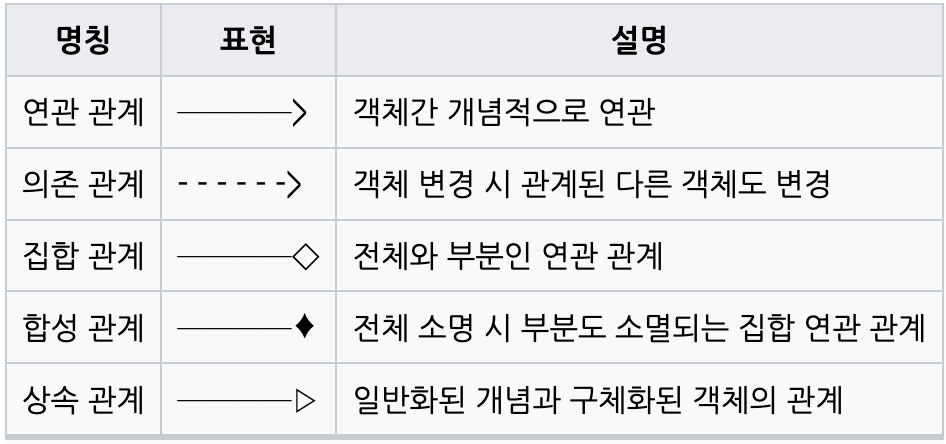 명칭 표현 설명
연관 관계 객체간 개념적으로 연관
의존 관계 객체 변경 시 관계된 다른 객체도 변경
집합 관계 전체와 부분인 연관 관계
합성 관계 전체 소명 시 부분도 소멸되는 집합 연관 관계
상속 관계 일반화된 개념과 구체화된 객체의 관계